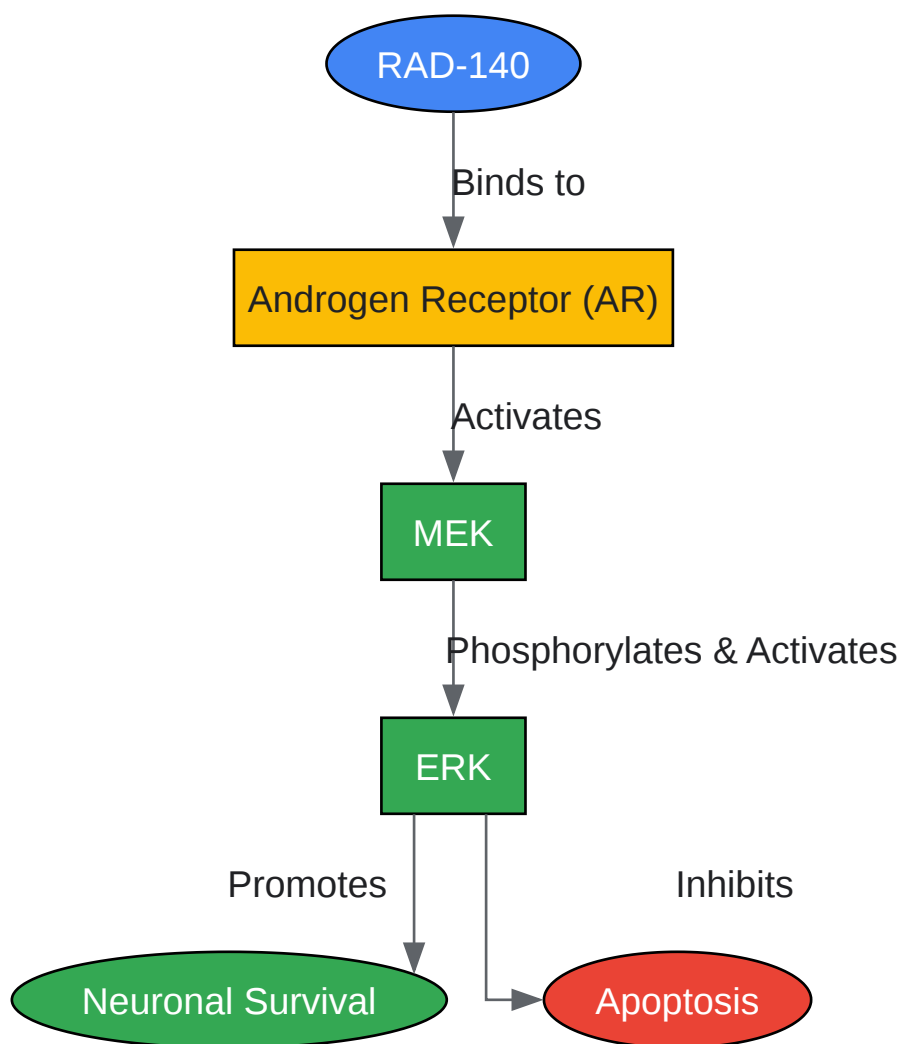 RAD-140
Binds to
Androgen Receptor (AR)
Activates
MEK
Phosphorylates & Activates
ERK
Promotes
Inhibits
Neuronal Survival
Apoptosis